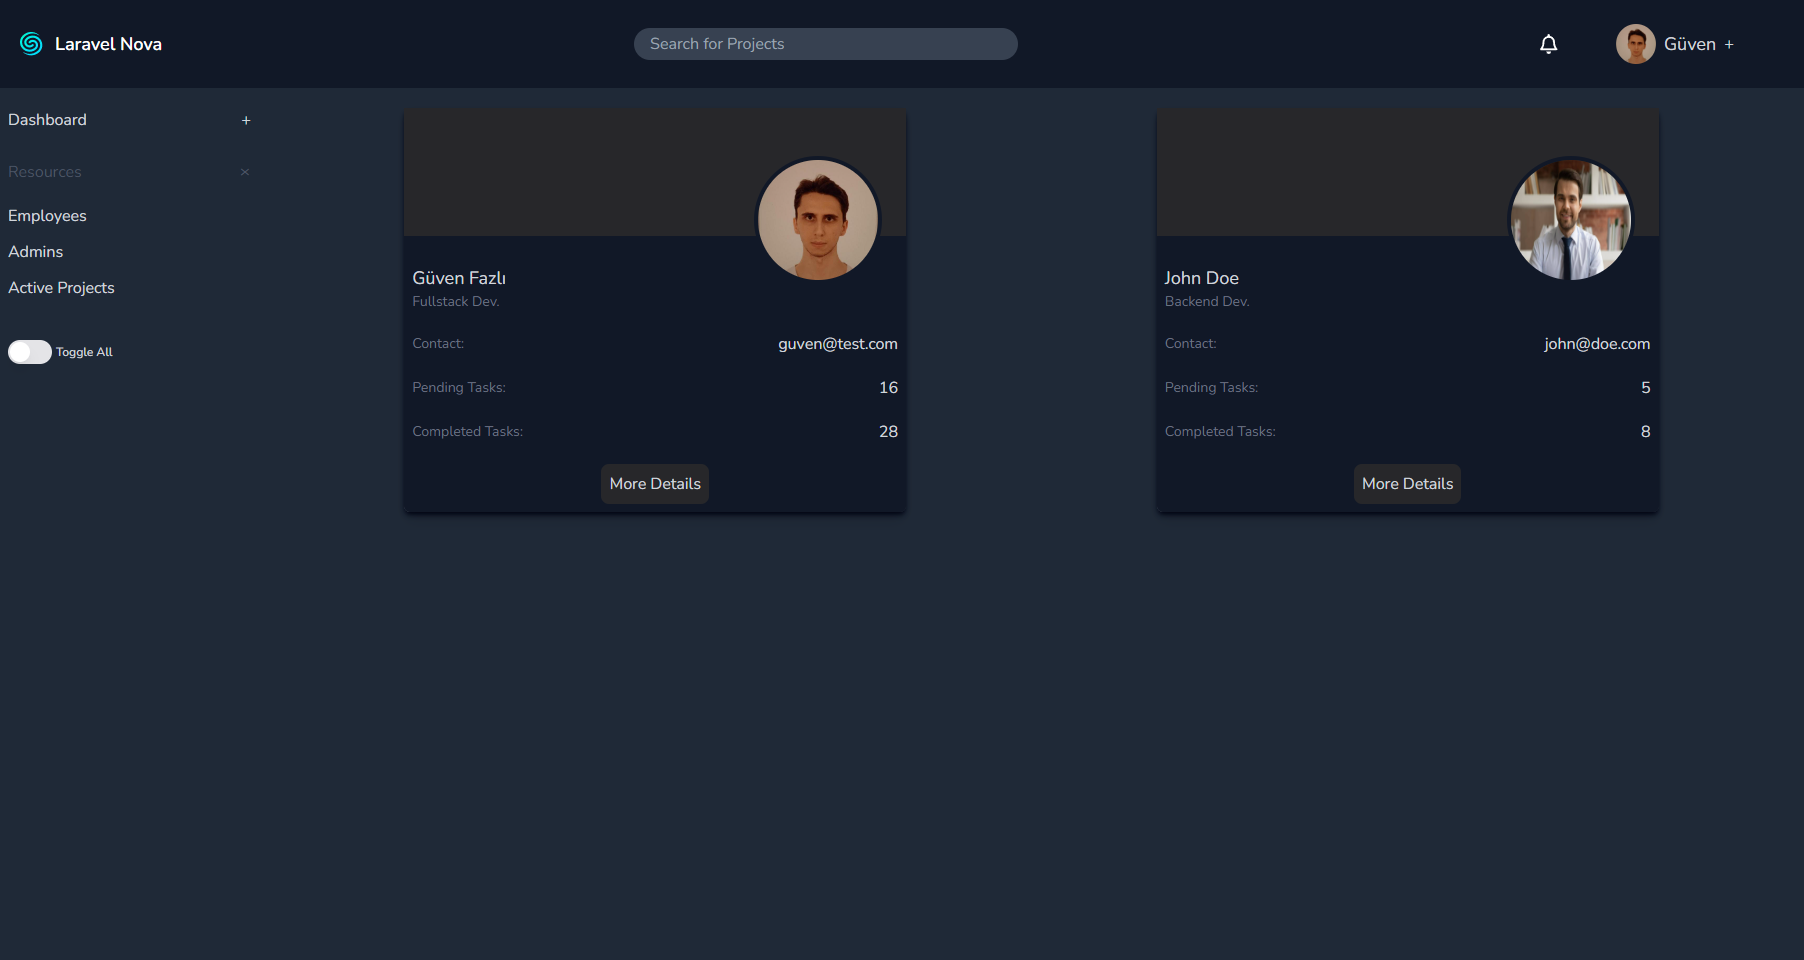 Laravel Nova
Search for Projects
Güven +
Dashboard +
Resources ×
Employees
Admins
Active Projects
Toggle All
Güven Fazlı
Fullstack Dev.
Contact: guven@test.com
Pending Tasks: 16
Completed Tasks: 28
More Details
John Doe
Backend Dev.
Contact: john@doe.com
Pending Tasks: 5
Completed Tasks: 8
More Details